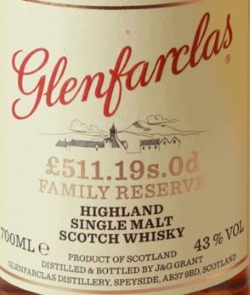 Glenfarclas®
£511.19s.0d
FAMILY RESERVE
HIGHLAND
SINGLE MALT
SCOTCH WHISKY
700ML e
43% VOL
PRODUCT OF SCOTLAND
DISTILLED & BOTTLED BY J&G GRANT
GLENFARCLAS DISTILLERY, SPEYSIDE, AB37 9BD, SCOTLAND